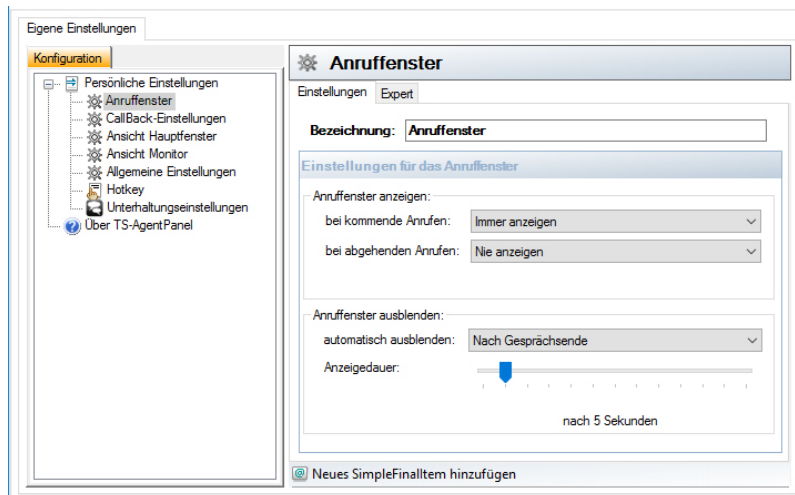 Eigene Einstellungen
Konfiguration
Persönliche Einstellungen
Anruffenster
CallBack-Einstellungen
Ansicht Hauptfenster
Ansicht Monitor
Allgemeine Einstellungen
Hotkey
Unterhaltungseinstellungen
Über TS-AgentPanel
Anruffenster
Einstellungen Expert
Bezeichnung: Anruffenster
Einstellungen für das Anruffenster
Anruffenster anzeigen:
bei kommende Anrufen: Immer anzeigen
bei abgehenden Anrufen: Nie anzeigen
Anruffenster ausblenden:
automatisch ausblenden: Nach Gesprächsende
Anzeigedauer:
nach 5 Sekunden
Neues SimpleFinalItem hinzufügen